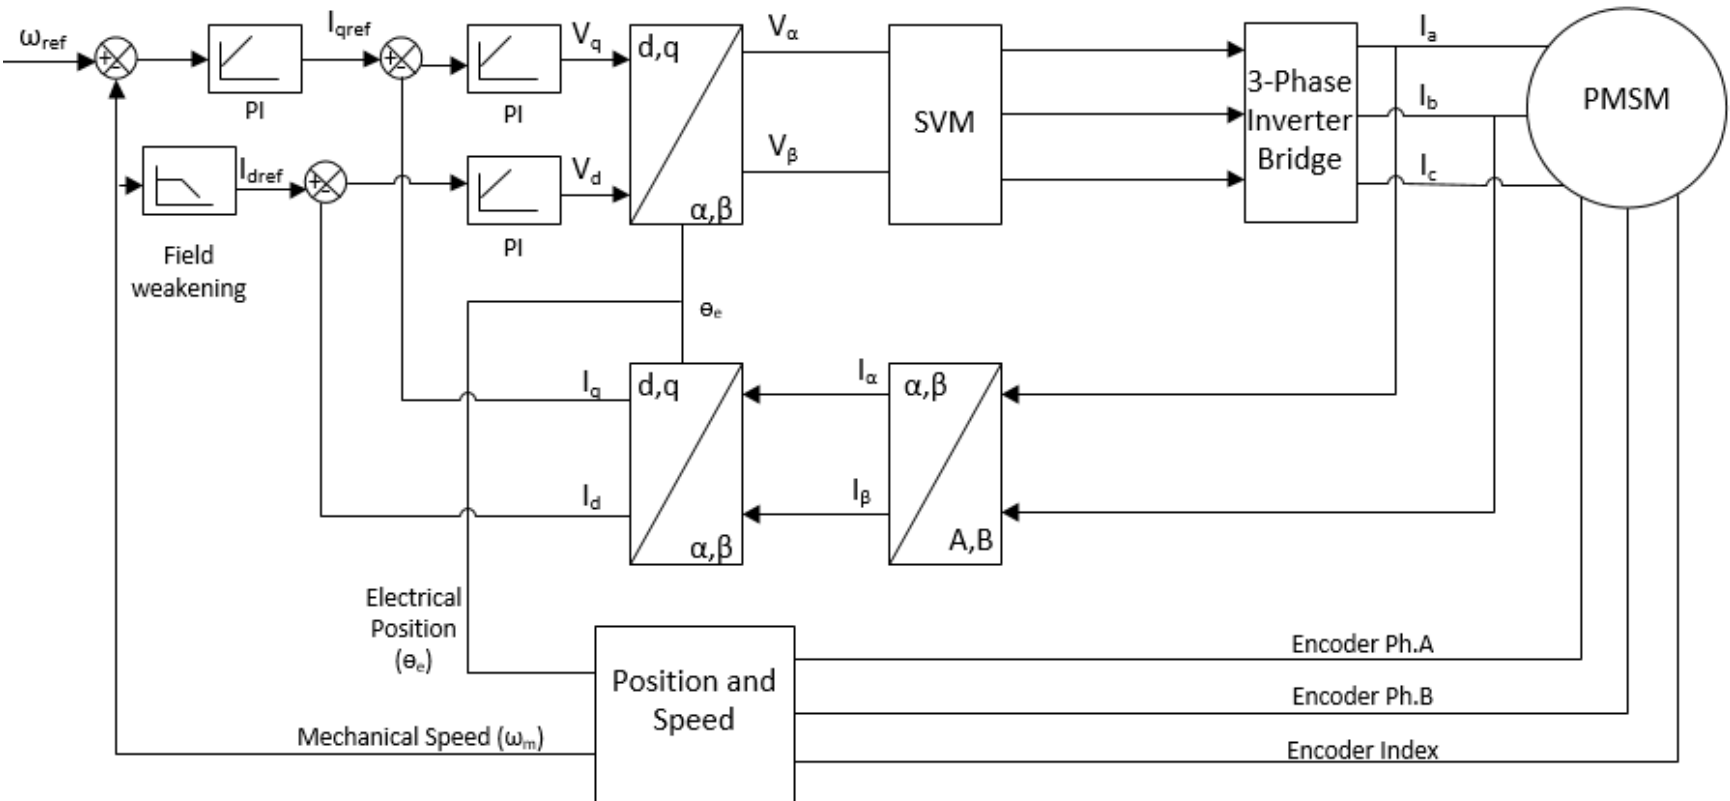 ωref
+
-
PI
Iqref
+
-
PI
Vq
d,q
α,β
Vα
Vβ
SVM
3-Phase
Inverter
Bridge
Ia
Ib
Ic
PMSM
Field
weakening
Idref
+
-
PI
Vd
ɵe
Iq
Id
d,q
α,β
Iα
Iβ
α,β
A,B
Electrical
Position
(ɵe)
Position and
Speed
Mechanical Speed (ωm)
Encoder Ph.A
Encoder Ph.B
Encoder Index